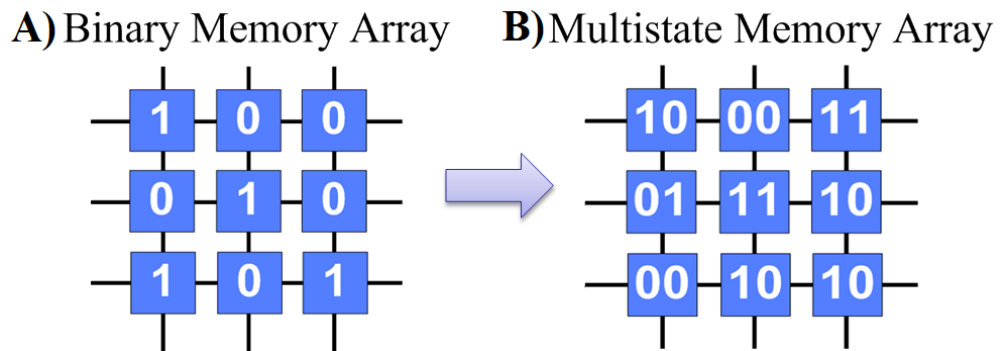 A) Binary Memory Array
1 0 0
0 1 0
1 0 1
B) Multistate Memory Array
10 00 11
01 11 10
00 10 10